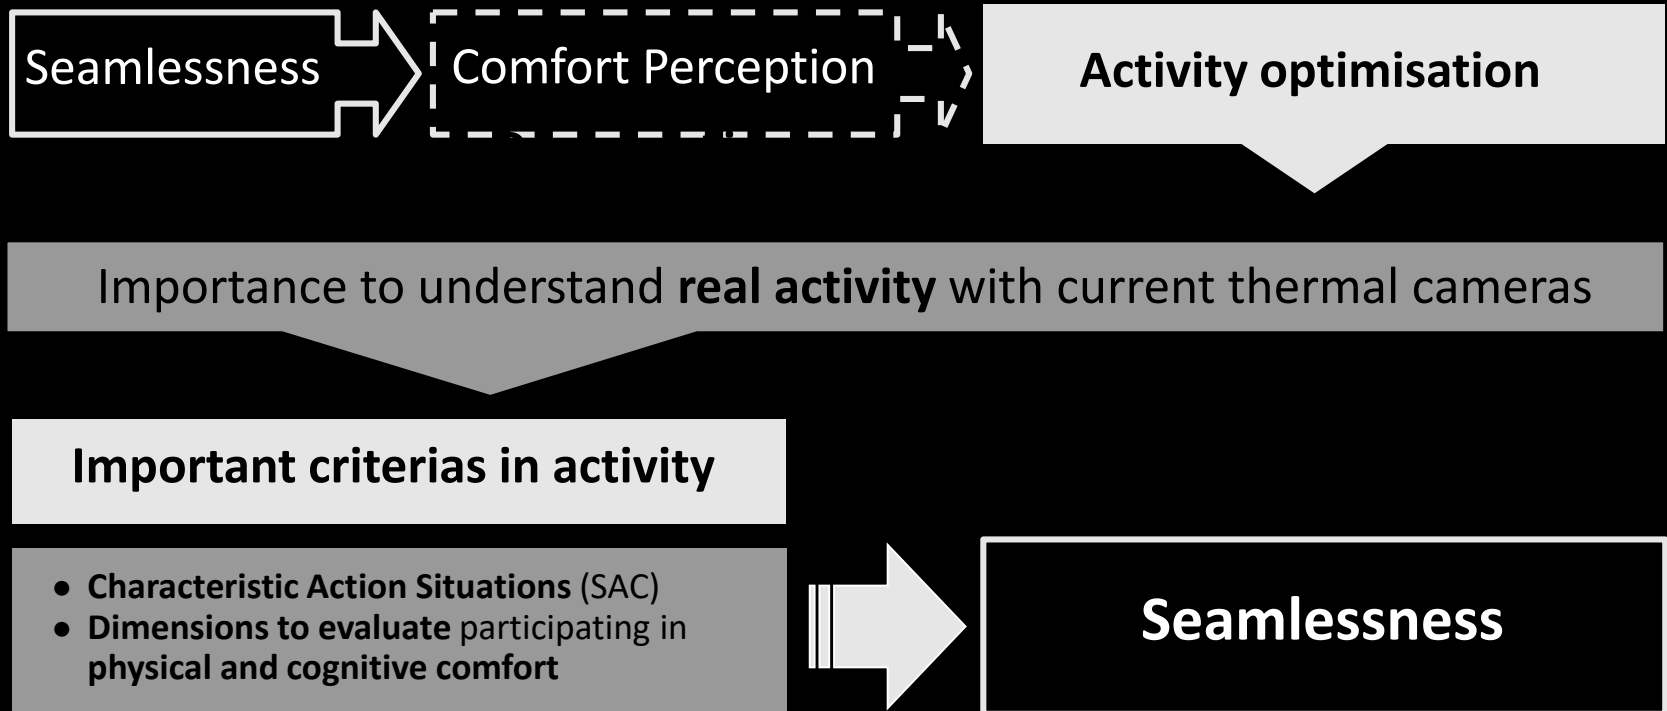 Seamlessness
Comfort Perception
Activity optimisation
Importance to understand real activity with current thermal cameras
Important criterias in activity
● Characteristic Action Situations (SAC)
● Dimensions to evaluate participating in
physical and cognitive comfort
Seamlessness